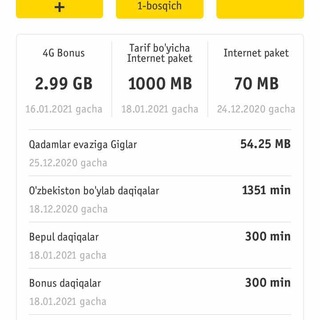 +
1-bosqich
4G Bonus
2.99 GB
16.01.2021 gacha
Tarif bo'yicha
Internet paket
1000 MB
18.01.2021 gacha
Internet paket
70 MB
24.12.2020 gacha
Qadamlar evaziga Giglar 54.25 MB
25.12.2020 gacha
O'zbekiston bo'ylab daqiqalar 1351 min
18.12.2020 gacha
Bepul daqiqalar 300 min
18.01.2021 gacha
Bonus daqiqalar 300 min
18.01.2021 gacha